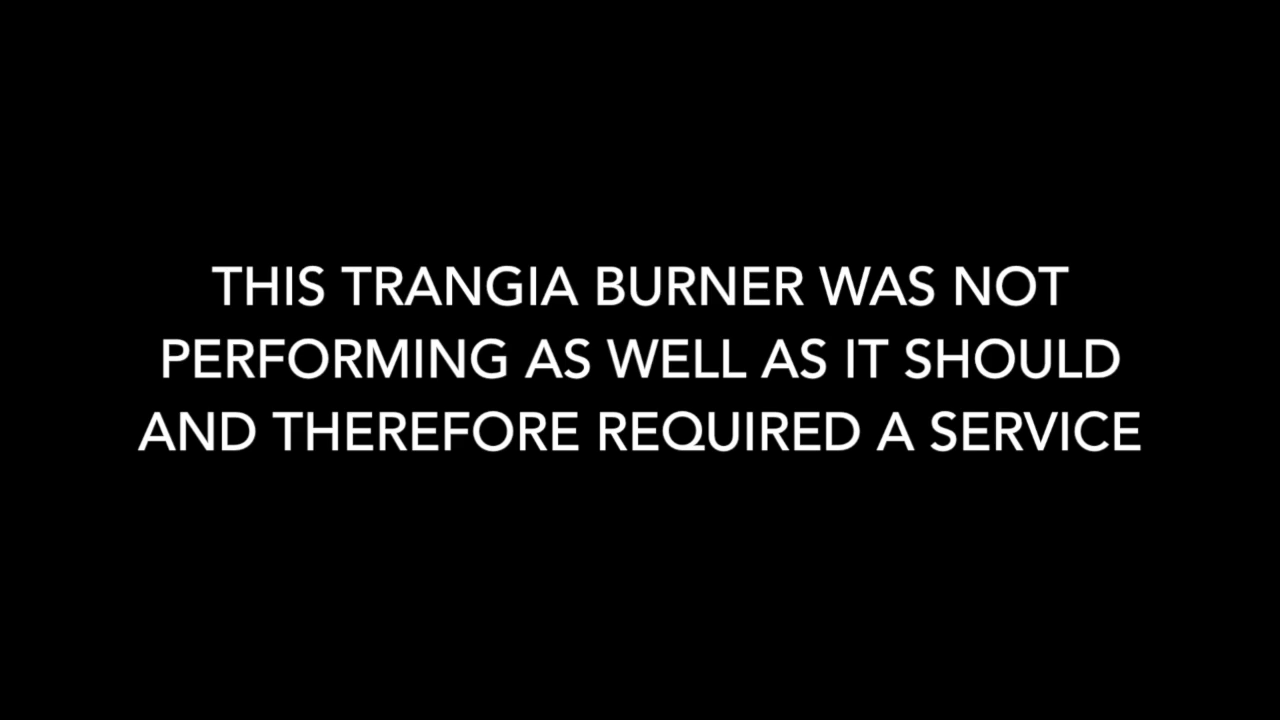 THIS TRANGIA BURNER WAS NOT
PERFORMING AS WELL AS IT SHOULD
AND THEREFORE REQUIRED A SERVICE